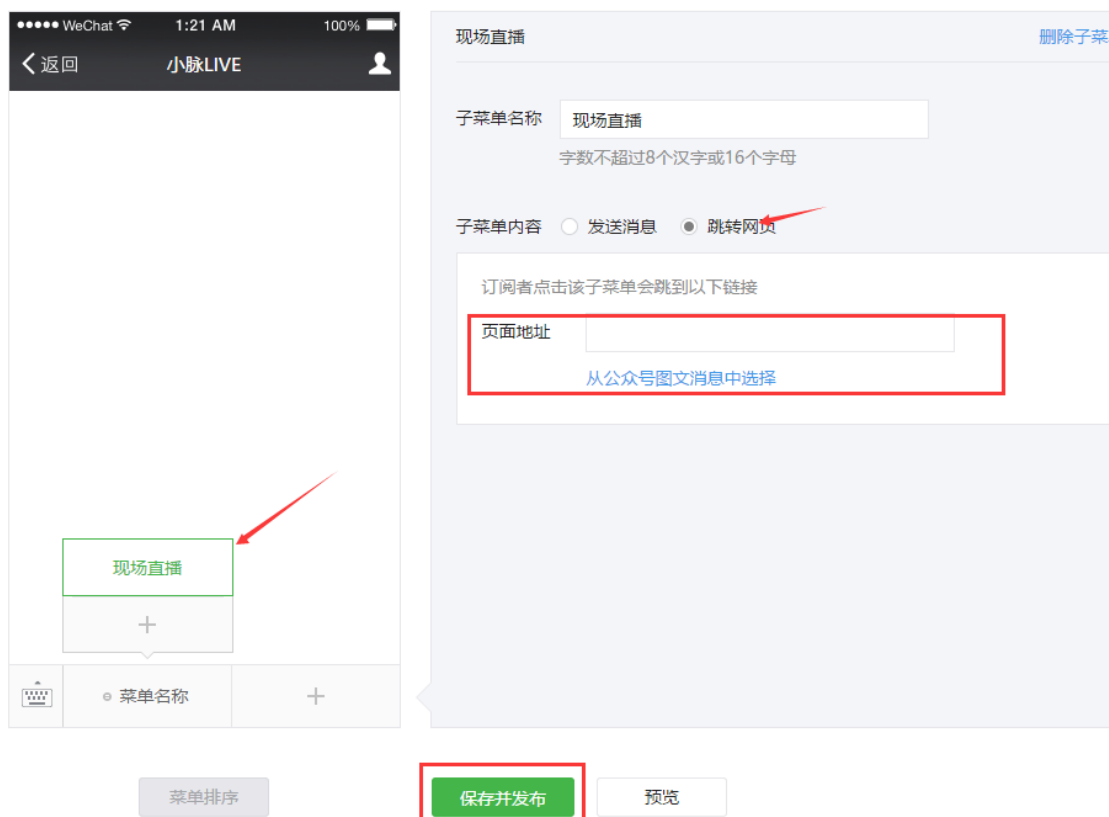 WeChat 1:21 AM 100%
返回 小脉LIVE
现场直播
+
菜单名称 +
菜单排序
现场直播 删除子菜
子菜单名称 现场直播
字数不超过8个汉字或16个字母
子菜单内容 发送消息 跳转网页
订阅者点击该子菜单会跳到以下链接
页面地址
从公众号图文消息中选择
保存并发布 预览